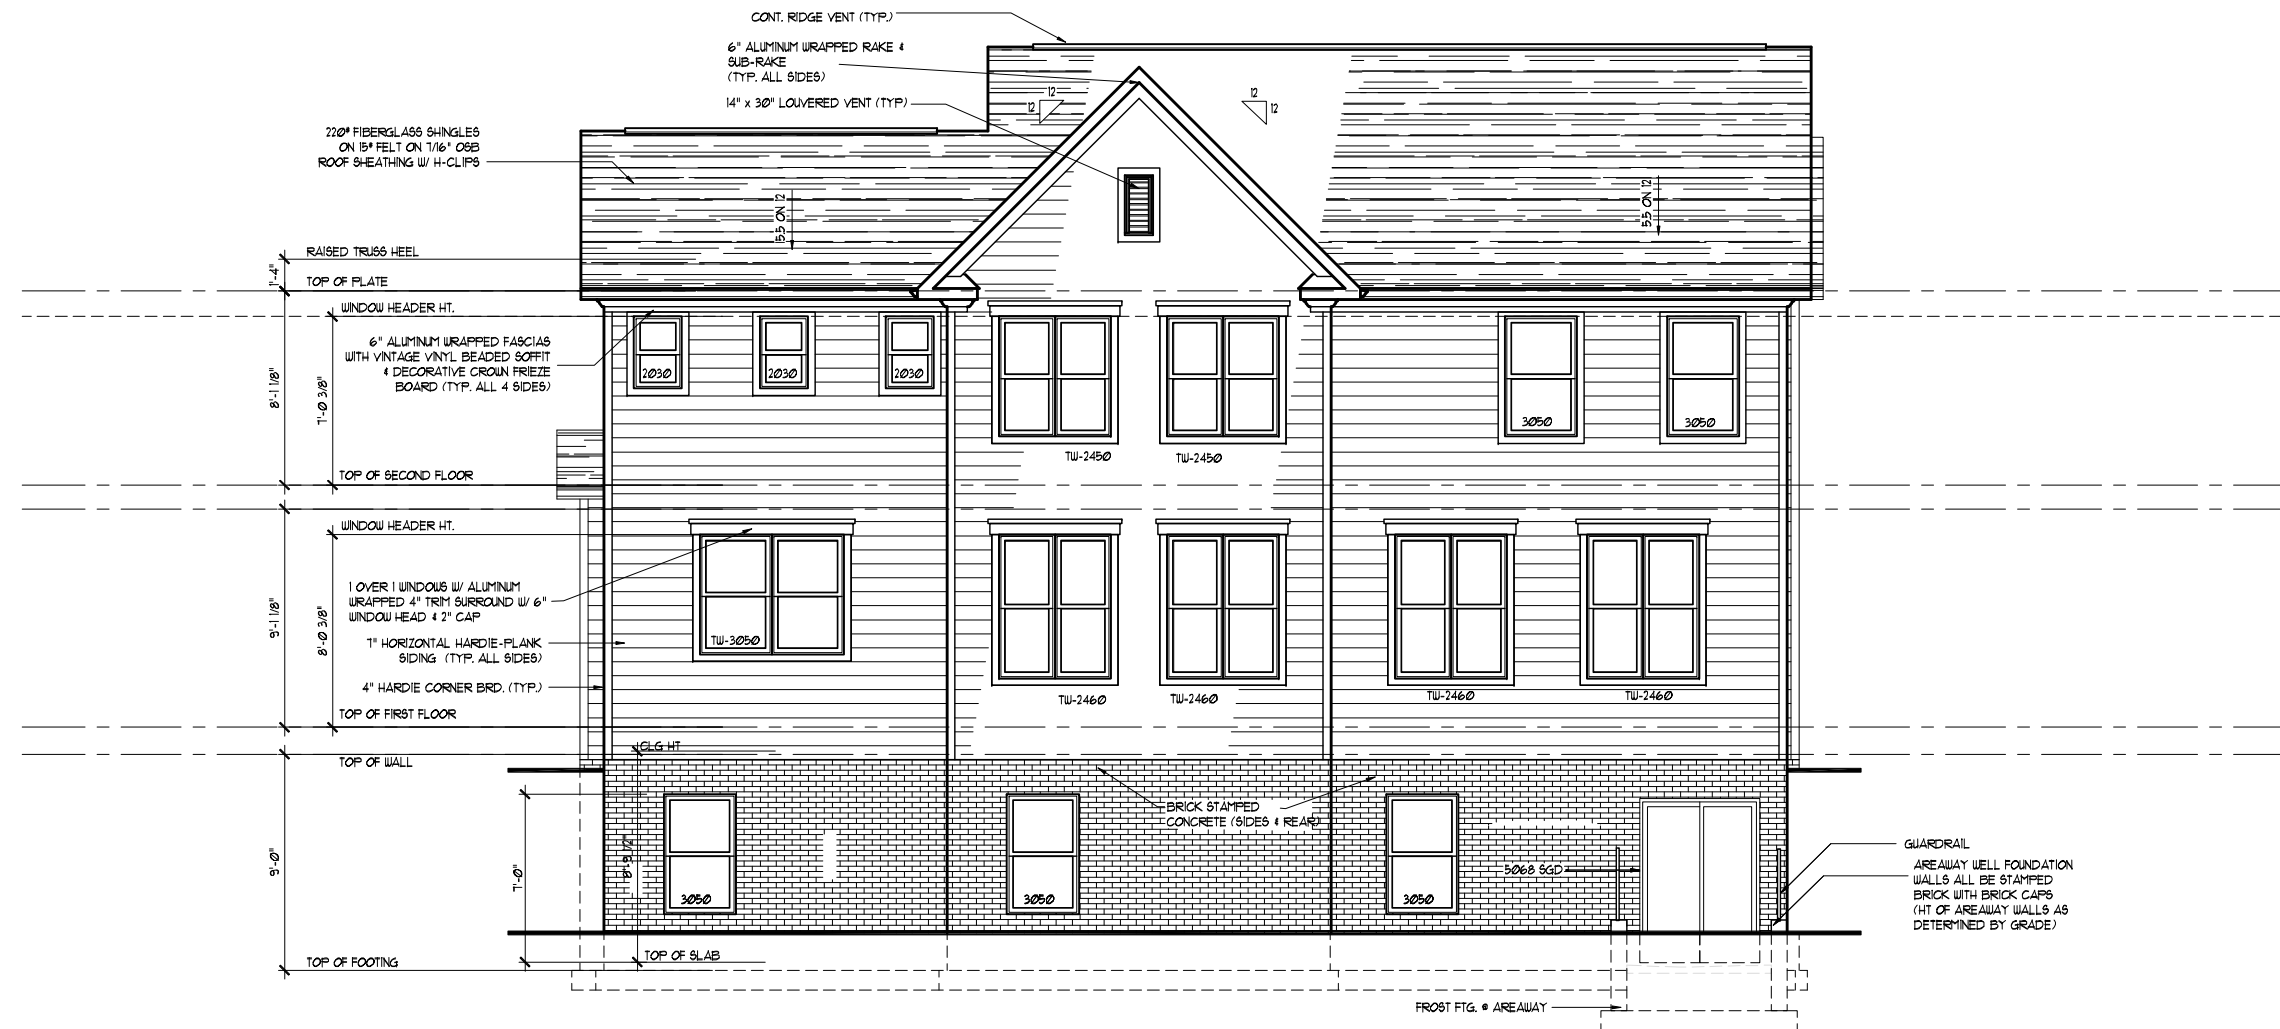 CONT. RIDGE VENT (TYP.)
6" ALUMINUM WRAPPED RAKE &
SUB-RAKE
(TYP. ALL SIDES)
14" x 30" LOUVERED VENT (TYP)
12
12
12
12
220# FIBERGLASS SHINGLES
ON 15# FELT ON 7/16" OSB
ROOF SHEATHING W/ H-CLIPS
5.5 ON 12
5.5 ON 12
RAISED TRUSS HEEL
1'-4"
TOP OF PLATE
WINDOW HEADER HT.
6" ALUMINUM WRAPPED FASCIAS
WITH VINTAGE VINYL BEADED SOFFIT
& DECORATIVE CROWN FRIEZE
BOARD (TYP. ALL 4 SIDES)
8'-1 1/8"
7'-0 3/8"
2030
2030
2030
3050
3050
TW-2450
TW-2450
TOP OF SECOND FLOOR
WINDOW HEADER HT.
1 OVER 1 WINDOWS W/ ALUMINUM
WRAPPED 4" TRIM SURROUND W/ 6"
WINDOW HEAD & 2" CAP
9'-1 1/8"
8'-0 3/8"
TW-3050
7" HORIZONTAL HARDIE-PLANK
SIDING (TYP. ALL SIDES)
4" HARDIE CORNER BRD. (TYP.)
TW-2460
TW-2460
TW-2460
TW-2460
TOP OF FIRST FLOOR
CLG HT
TOP OF WALL
BRICK STAMPED
CONCRETE (SIDES & REAR)
9'-0"
7'-0"
8'-9 1/2"
3050
3050
3050
5068 SGD
GUARDRAIL
AREAWAY WELL FOUNDATION
WALLS ALL BE STAMPED
BRICK WITH BRICK CAPS
(HT OF AREAWAY WALLS AS
DETERMINED BY GRADE)
TOP OF SLAB
TOP OF FOOTING
FROST FTG. @ AREAWAY